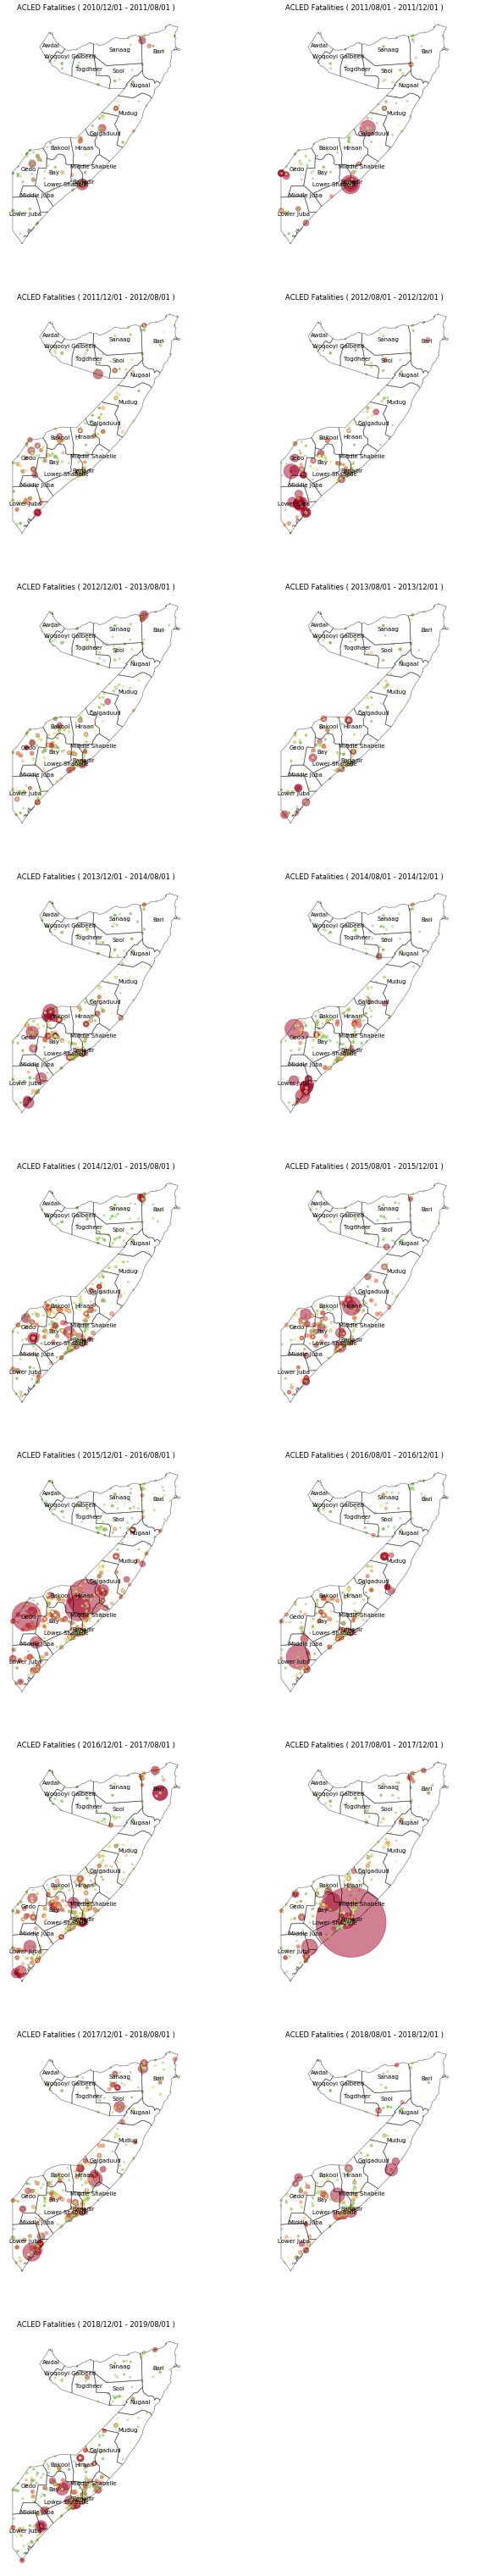 ACLED Fatalities ( 2010/12/01 - 2011/08/01 )
Awdal
Sanaag
Bari
Woqooyi Galbeed
Togdheer
Sool
Nugaal
Mudug
Galgaduud
Bakool
Hiraan
Middle Shabelle
Gedo
Bay
Lower Shabelle
Middle Juba
Lower Juba
ACLED Fatalities ( 2011/08/01 - 2011/12/01 )
Awdal
Sanaag
Bari
Woqooyi Galbeed
Togdheer
Sool
Nugaal
Mudug
Galgaduud
Bakool
Hiraan
Middle Shabelle
Gedo
Bay
Lower Shabelle
Middle Juba
Lower Juba
ACLED Fatalities ( 2011/12/01 - 2012/08/01 )
Awdal
Sanaag
Bari
Woqooyi Galbeed
Togdheer
Sool
Nugaal
Mudug
Galgaduud
Bakool
Hiraan
Middle Shabelle
Gedo
Bay
Lower Shabelle
Middle Juba
Lower Juba
ACLED Fatalities ( 2012/08/01 - 2012/12/01 )
Awdal
Sanaag
Bari
Woqooyi Galbeed
Togdheer
Sool
Nugaal
Mudug
Galgaduud
Bakool
Hiraan
Middle Shabelle
Gedo
Bay
Lower Shabelle
Middle Juba
Lower Juba
ACLED Fatalities ( 2012/12/01 - 2013/08/01 )
Awdal
Sanaag
Bari
Woqooyi Galbeed
Togdheer
Sool
Nugaal
Mudug
Galgaduud
Bakool
Hiraan
Middle Shabelle
Gedo
Bay
Lower Shabelle
Middle Juba
Lower Juba
ACLED Fatalities ( 2013/08/01 - 2013/12/01 )
Awdal
Sanaag
Bari
Woqooyi Galbeed
Togdheer
Sool
Nugaal
Mudug
Galgaduud
Bakool
Hiraan
Middle Shabelle
Gedo
Bay
Lower Shabelle
Middle Juba
Lower Juba
ACLED Fatalities ( 2013/12/01 - 2014/08/01 )
Awdal
Sanaag
Bari
Woqooyi Galbeed
Togdheer
Sool
Nugaal
Mudug
Galgaduud
Bakool
Hiraan
Middle Shabelle
Gedo
Bay
Lower Shabelle
Middle Juba
Lower Juba
ACLED Fatalities ( 2014/08/01 - 2014/12/01 )
Awdal
Sanaag
Bari
Woqooyi Galbeed
Togdheer
Sool
Nugaal
Mudug
Galgaduud
Bakool
Hiraan
Middle Shabelle
Gedo
Bay
Lower Shabelle
Middle Juba
Lower Juba
ACLED Fatalities ( 2014/12/01 - 2015/08/01 )
Awdal
Sanaag
Bari
Woqooyi Galbeed
Togdheer
Sool
Nugaal
Mudug
Galgaduud
Bakool
Hiraan
Middle Shabelle
Gedo
Bay
Lower Shabelle
Middle Juba
Lower Juba
ACLED Fatalities ( 2015/08/01 - 2015/12/01 )
Awdal
Sanaag
Bari
Woqooyi Galbeed
Togdheer
Sool
Nugaal
Mudug
Galgaduud
Bakool
Hiraan
Middle Shabelle
Gedo
Bay
Lower Shabelle
Middle Juba
Lower Juba
ACLED Fatalities ( 2015/12/01 - 2016/08/01 )
Awdal
Sanaag
Bari
Woqooyi Galbeed
Togdheer
Sool
Nugaal
Mudug
Galgaduud
Bakool
Hiraan
Middle Shabelle
Gedo
Bay
Lower Shabelle
Middle Juba
Lower Juba
ACLED Fatalities ( 2016/08/01 - 2016/12/01 )
Awdal
Sanaag
Bari
Woqooyi Galbeed
Togdheer
Sool
Nugaal
Mudug
Galgaduud
Bakool
Hiraan
Middle Shabelle
Gedo
Bay
Lower Shabelle
Middle Juba
Lower Juba
ACLED Fatalities ( 2016/12/01 - 2017/08/01 )
Awdal
Sanaag
Bari
Woqooyi Galbeed
Togdheer
Sool
Nugaal
Mudug
Galgaduud
Bakool
Hiraan
Middle Shabelle
Gedo
Bay
Lower Shabelle
Middle Juba
Lower Juba
ACLED Fatalities ( 2017/08/01 - 2017/12/01 )
Awdal
Sanaag
Bari
Woqooyi Galbeed
Togdheer
Sool
Nugaal
Mudug
Galgaduud
Bakool
Hiraan
Middle Shabelle
Gedo
Bay
Lower Shabelle
Middle Juba
Lower Juba
ACLED Fatalities ( 2017/12/01 - 2018/08/01 )
Awdal
Sanaag
Bari
Woqooyi Galbeed
Togdheer
Sool
Nugaal
Mudug
Galgaduud
Bakool
Hiraan
Middle Shabelle
Gedo
Bay
Lower Shabelle
Middle Juba
Lower Juba
ACLED Fatalities ( 2018/08/01 - 2018/12/01 )
Awdal
Sanaag
Bari
Woqooyi Galbeed
Togdheer
Sool
Nugaal
Mudug
Galgaduud
Bakool
Hiraan
Middle Shabelle
Gedo
Bay
Lower Shabelle
Middle Juba
Lower Juba
ACLED Fatalities ( 2018/12/01 - 2019/08/01 )
Awdal
Sanaag
Bari
Woqooyi Galbeed
Togdheer
Sool
Nugaal
Mudug
Galgaduud
Bakool
Hiraan
Middle Shabelle
Gedo
Bay
Lower Shabelle
Middle Juba
Lower Juba